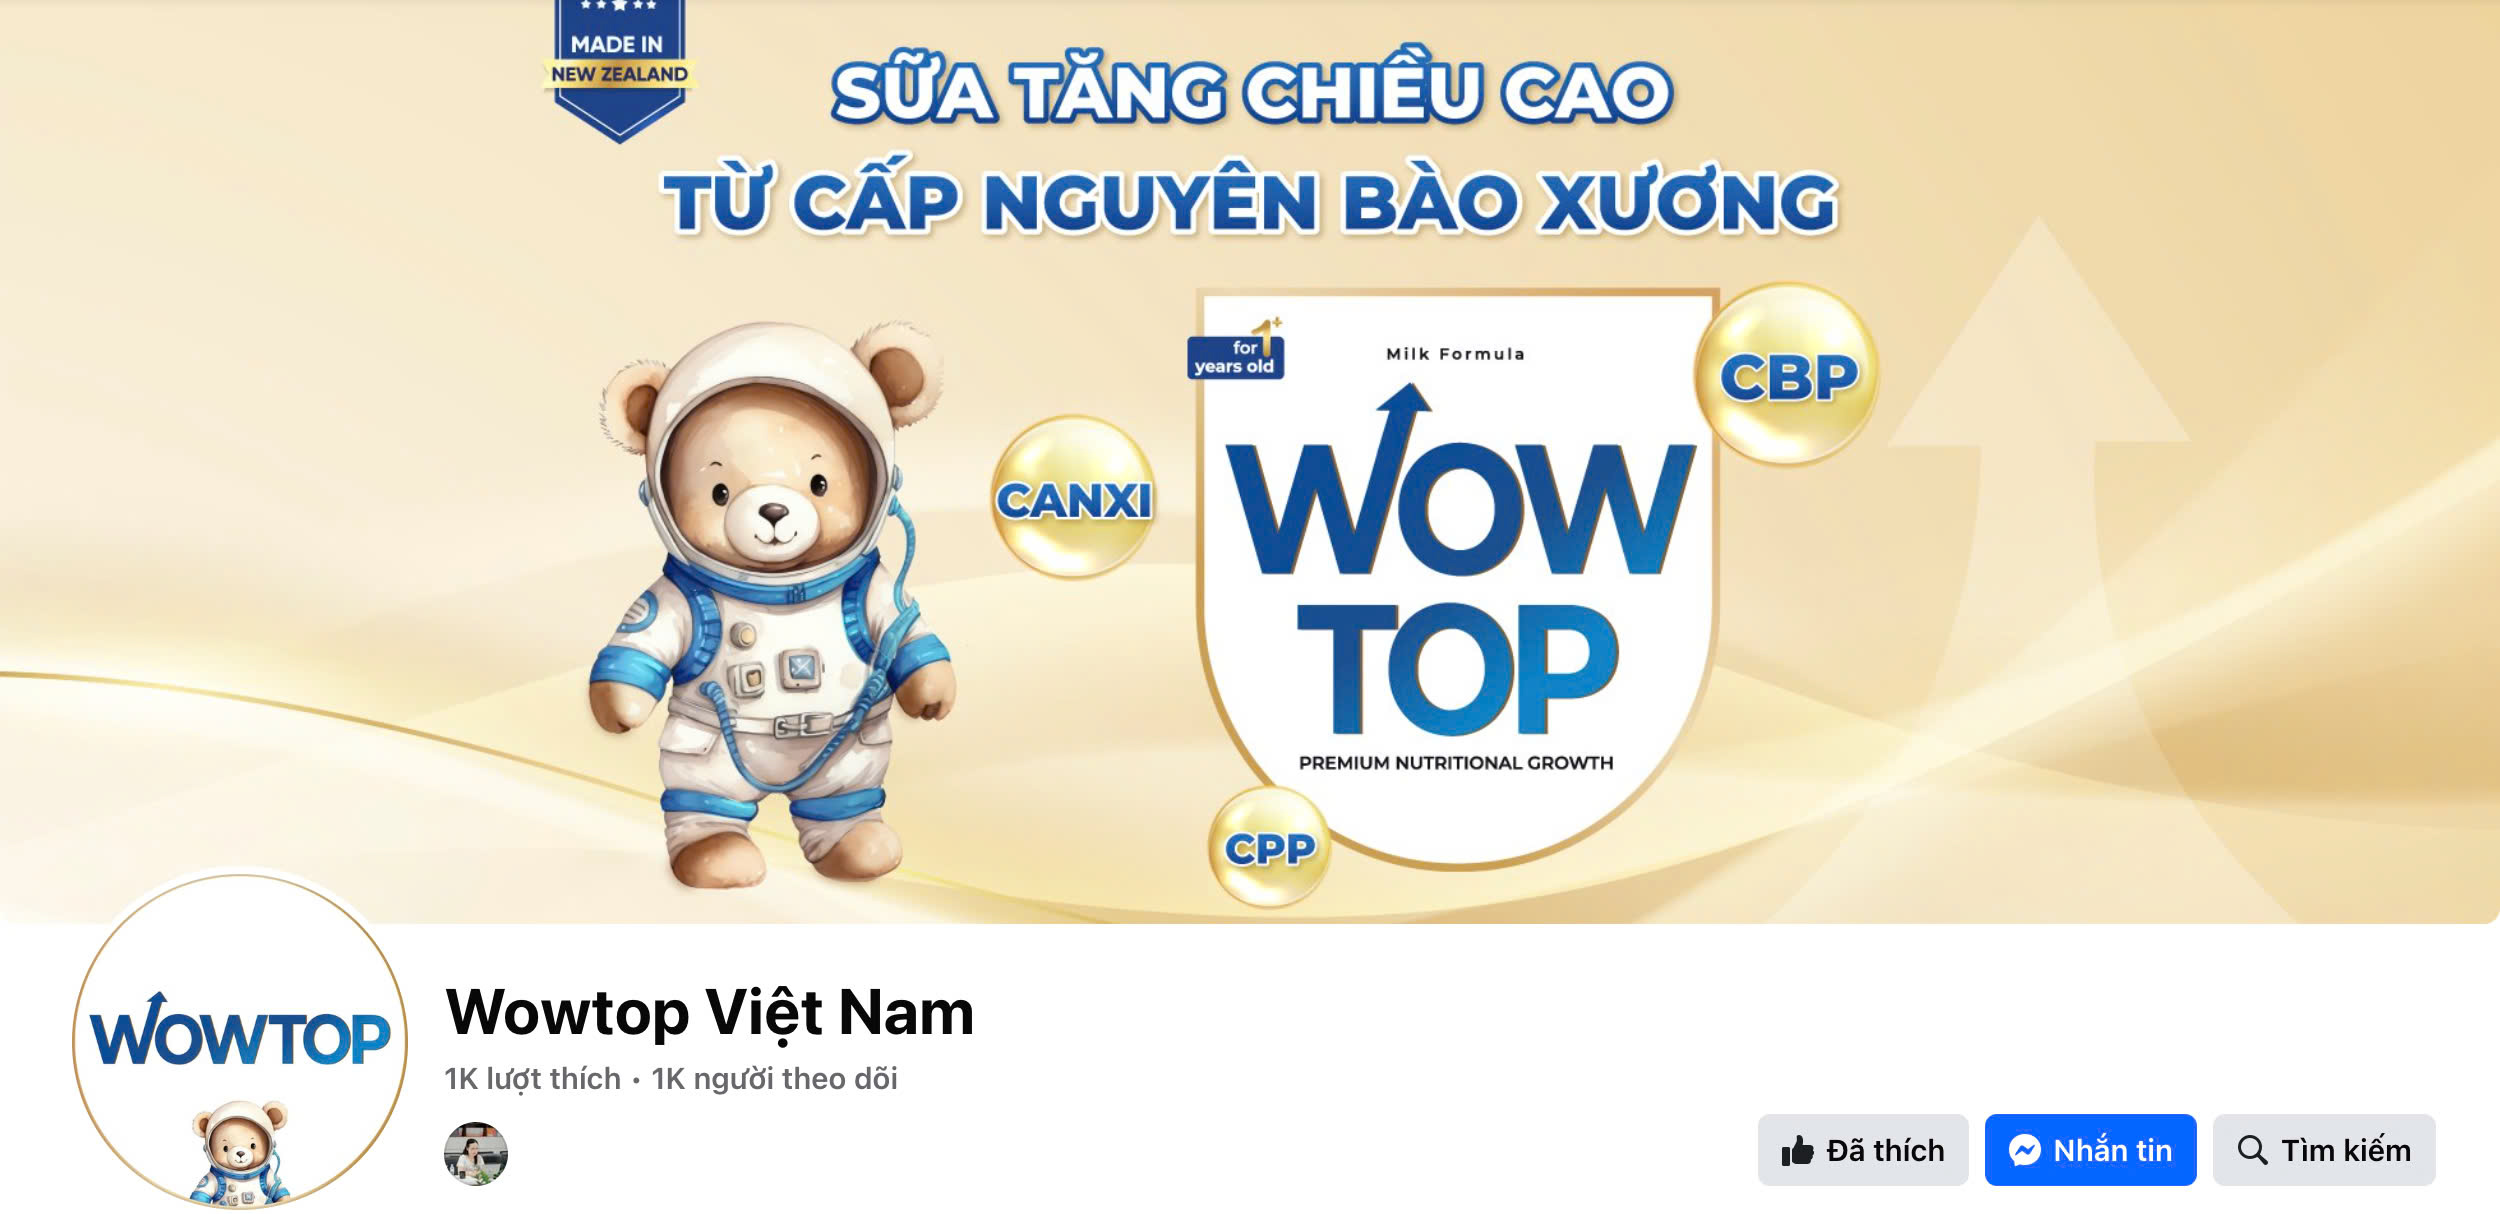 MADE IN
NEW ZEALAND
SỮA TĂNG CHIỀU CAO
TỪ CẤP NGUYÊN BÀO XƯƠNG
for 1+
years old
Milk Formula
WOW
TOP
PREMIUM NUTRITIONAL GROWTH
CANXI
CBP
CPP
WOWTOP
Wowtop Việt Nam
1K lượt thích • 1K người theo dõi
Đã thích
Nhắn tin
Tìm kiếm